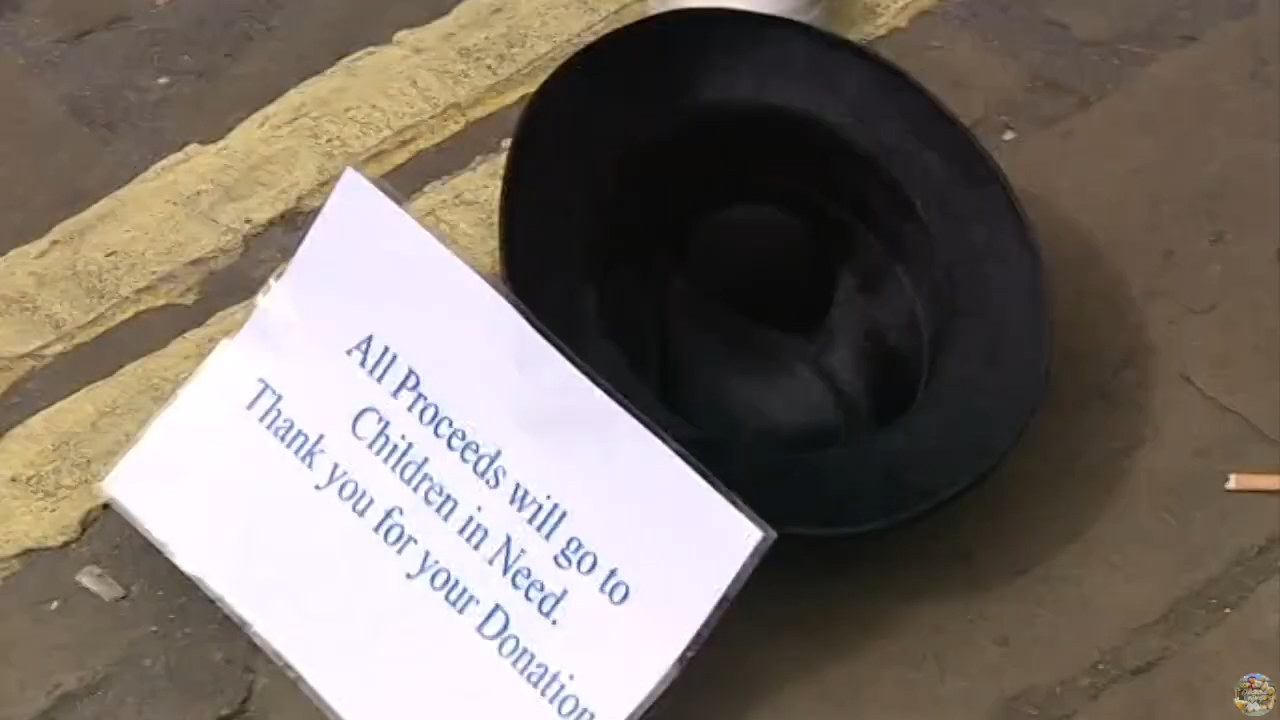 All Proceeds will go to
Children in Need.
Thank you for your Donation